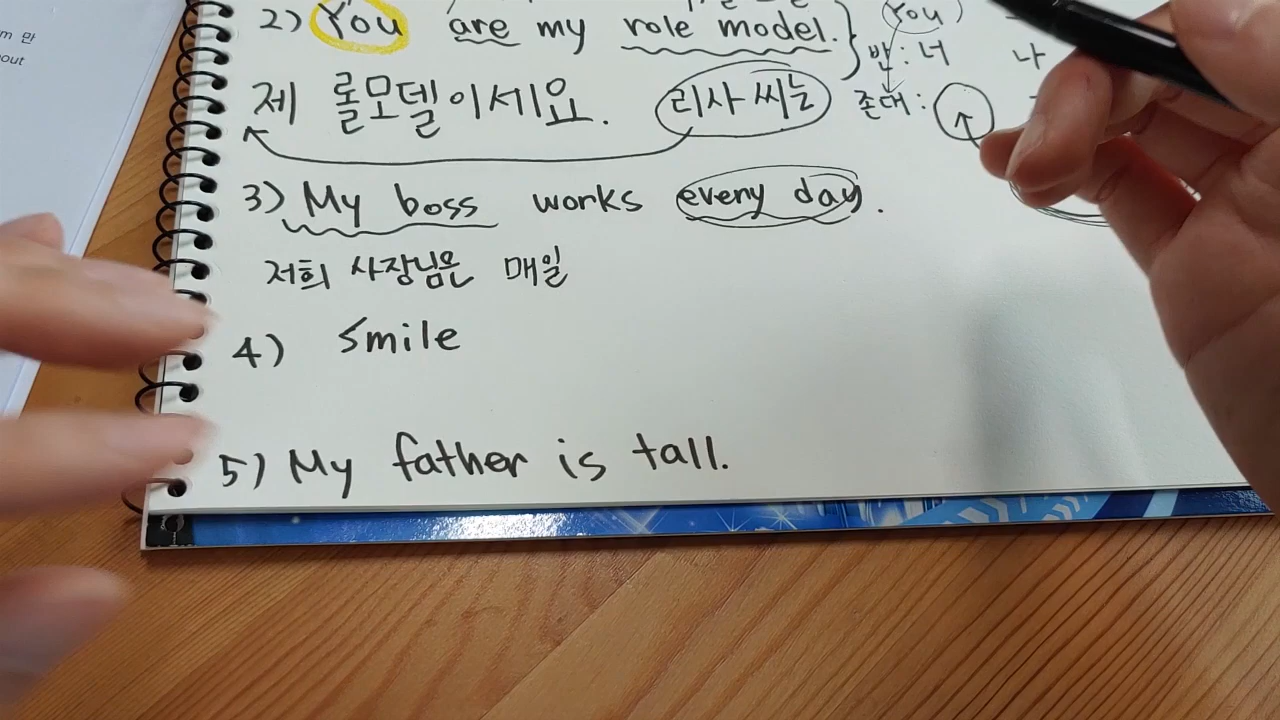 m 만
out
2) You are my role model. } You)
반: 너 나
제 롤모델이세요. 리사 씨는 존대:
3) My boss works every day.
저희 사장님은 매일
4) smile
5) My father is tall.